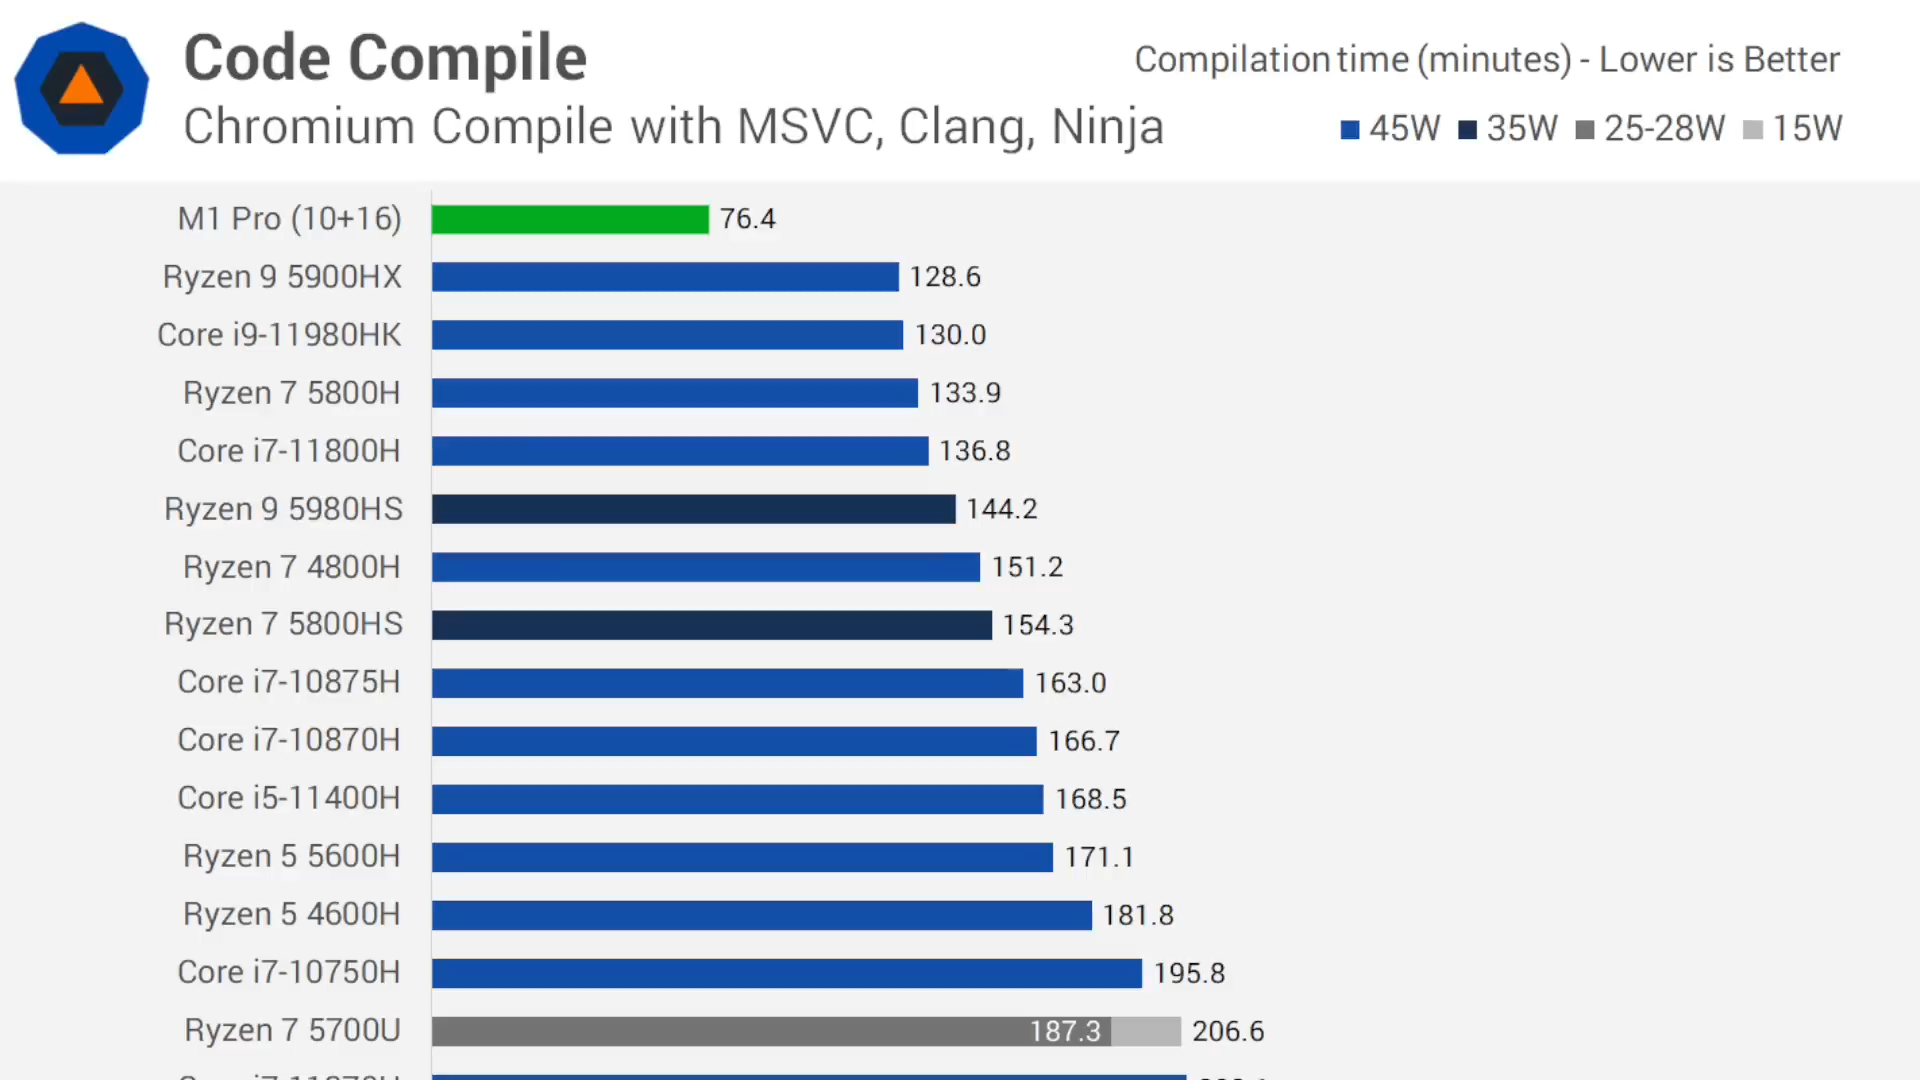 Code Compile
Compilation time (minutes) - Lower is Better
Chromium Compile with MSVC, Clang, Ninja
45W 35W 25-28W 15W
M1 Pro (10+16) 76.4
Ryzen 9 5900HX 128.6
Core i9-11980HK 130.0
Ryzen 7 5800H 133.9
Core i7-11800H 136.8
Ryzen 9 5980HS 144.2
Ryzen 7 4800H 151.2
Ryzen 7 5800HS 154.3
Core i7-10875H 163.0
Core i7-10870H 166.7
Core i5-11400H 168.5
Ryzen 5 5600H 171.1
Ryzen 5 4600H 181.8
Core i7-10750H 195.8
Ryzen 7 5700U 187.3 206.6